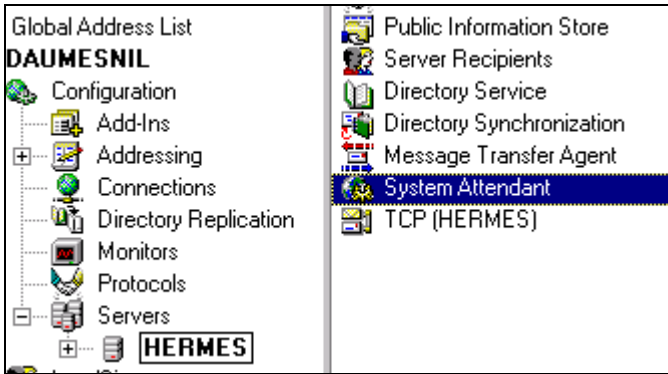 Global Address List
DAUMESNIL
Configuration
Add-Ins
Addressing
Connections
Directory Replication
Monitors
Protocols
Servers
HERMES
Public Information Store
Server Recipients
Directory Service
Directory Synchronization
Message Transfer Agent
System Attendant
TCP (HERMES)